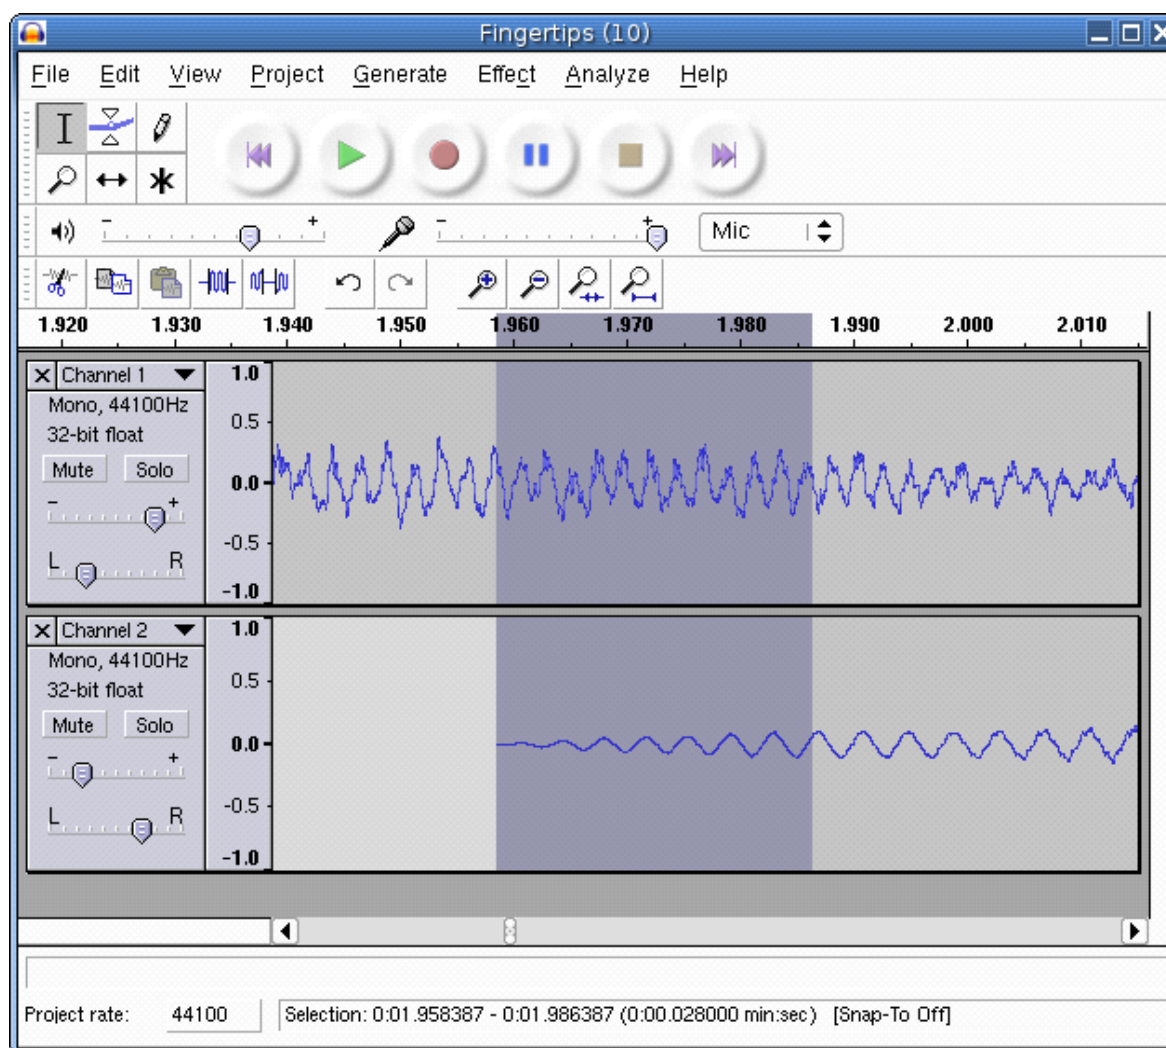 Fingertips (10)
File Edit View Project Generate Effect Analyze Help
- + - + Mic
1.920 1.930 1.940 1.950 1.960 1.970 1.980 1.990 2.000 2.010
Channel 1 1.0
Mono, 44100Hz
32-bit float 0.5
Mute Solo
0.0
- +
-0.5
L R
-1.0
Channel 2 1.0
Mono, 44100Hz
32-bit float 0.5
Mute Solo
0.0
- +
-0.5
L R
-1.0
Project rate: 44100 Selection: 0:01.958387 - 0:01.986387 (0:00.028000 min:sec) [Snap-To Off]